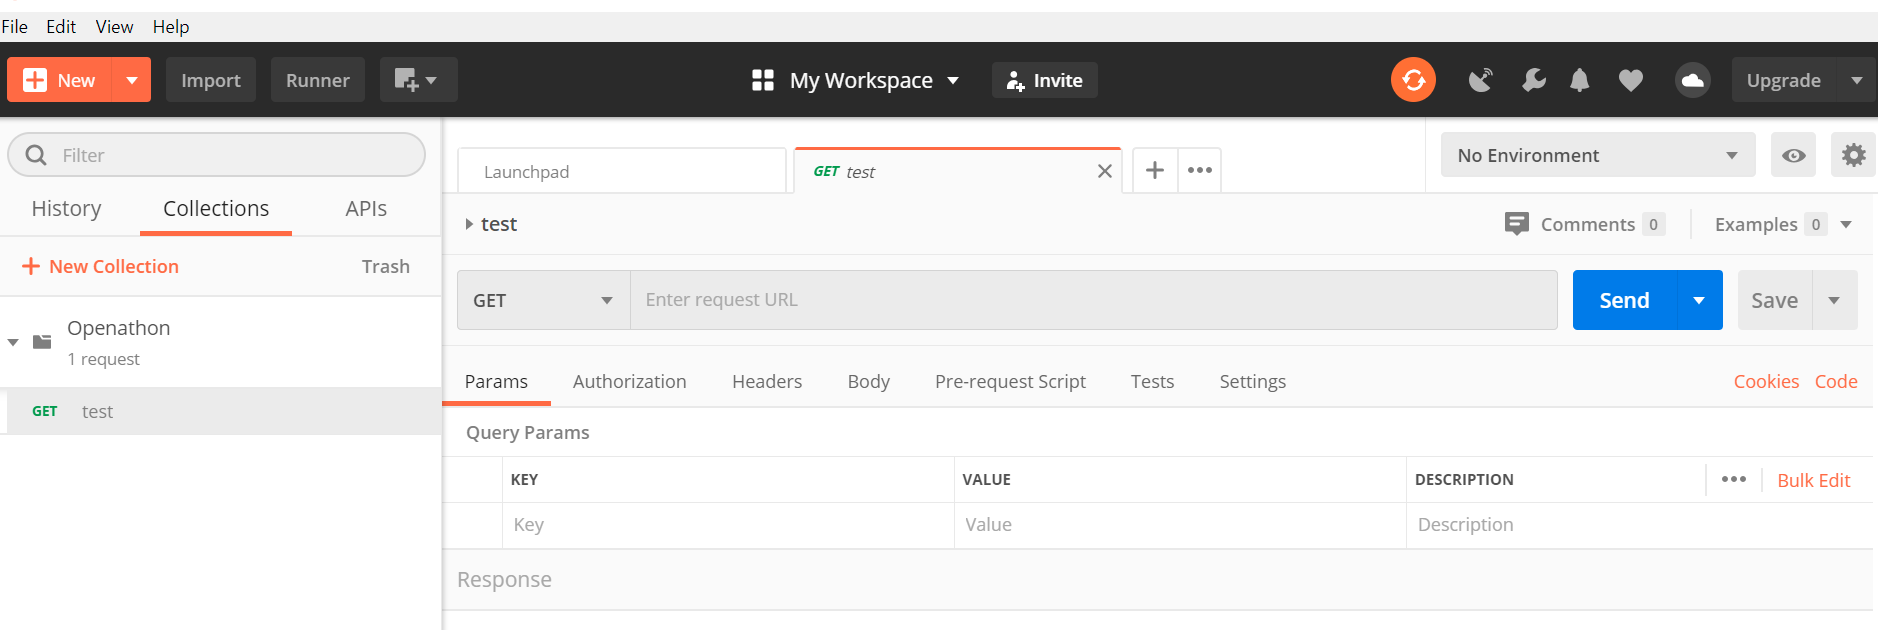 File Edit View Help
New Import Runner My Workspace Invite Upgrade
Filter
History Collections APIs
New Collection Trash
Openathon
1 request
GET test
Launchpad GET test No Environment
test Comments 0 Examples 0
GET Enter request URL Send Save
Params Authorization Headers Body Pre-request Script Tests Settings Cookies Code
Query Params
KEY VALUE DESCRIPTION Bulk Edit
Key Value Description
Response